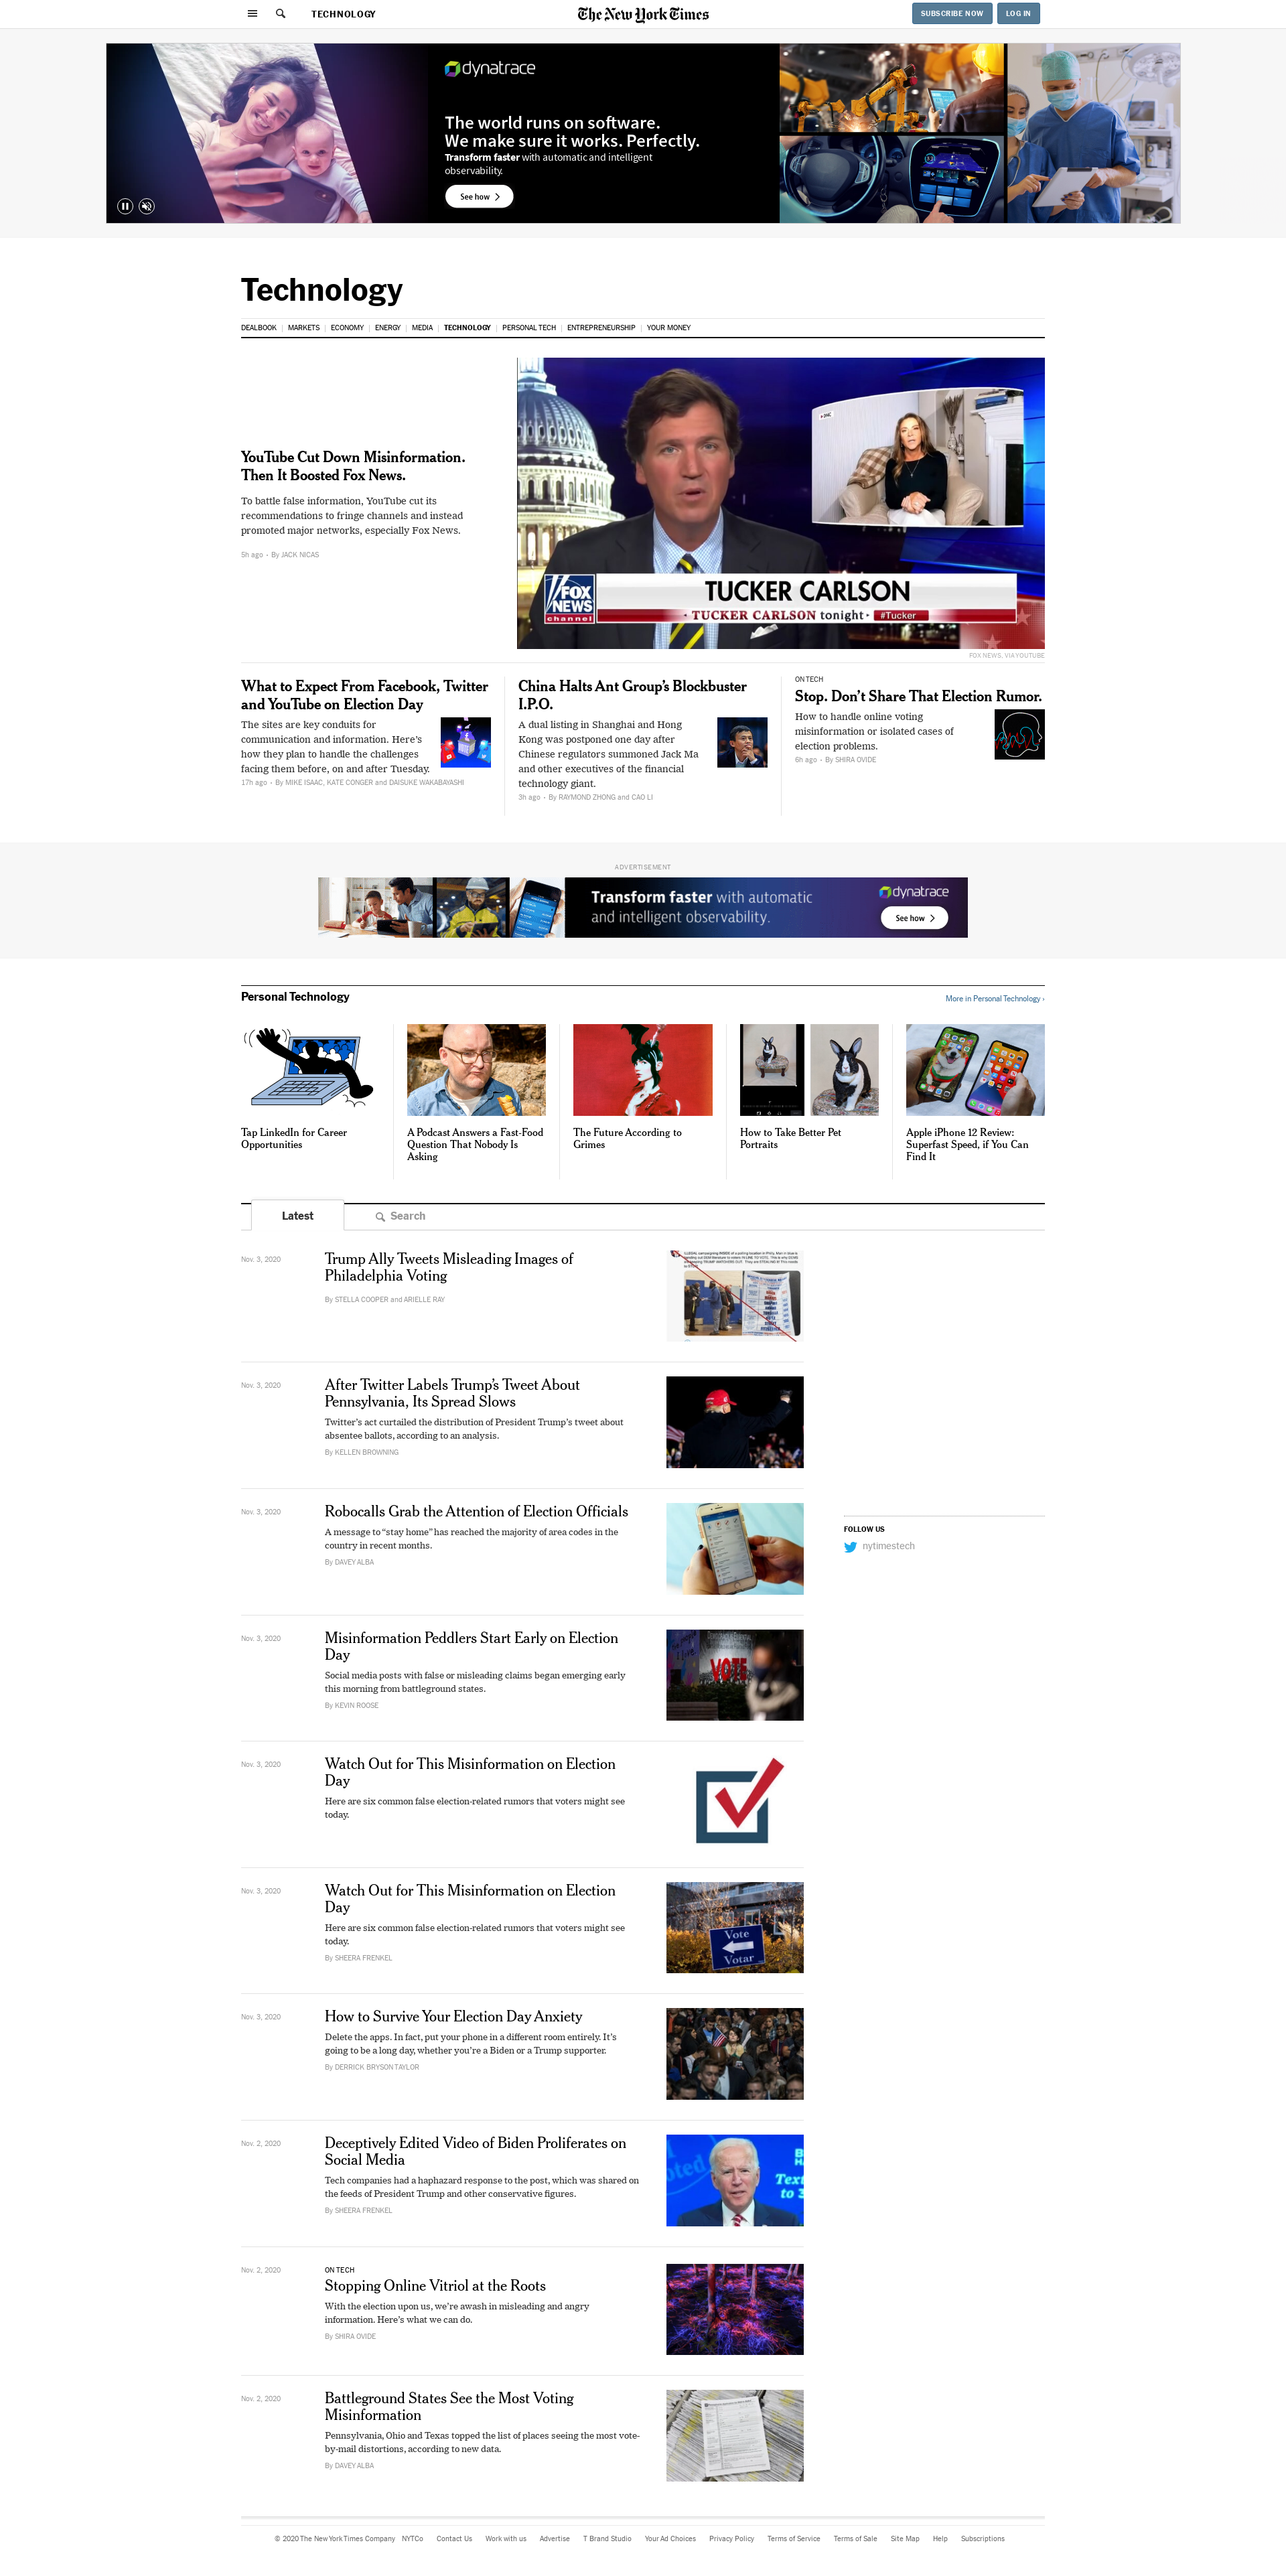 TECHNOLOGY
The New York Times
SUBSCRIBE NOW
LOG IN
dynatrace
The world runs on software.
We make sure it works. Perfectly.
Transform faster with automatic and intelligent
observability.
See how
Technology
DEALBOOK | MARKETS | ECONOMY | ENERGY | MEDIA | TECHNOLOGY | PERSONAL TECH | ENTREPRENEURSHIP | YOUR MONEY
YouTube Cut Down Misinformation.
Then It Boosted Fox News.
To battle false information, YouTube cut its
recommendations to fringe channels and instead
promoted major networks, especially Fox News.
5h ago • By JACK NICAS
FOX
NEWS
channel
TUCKER CARLSON
- TUCKER CARLSON tonight - #Tucker
FOX NEWS, VIA YOUTUBE
What to Expect From Facebook, Twitter
and YouTube on Election Day
The sites are key conduits for
communication and information. Here’s
how they plan to handle the challenges
facing them before, on and after Tuesday.
17h ago • By MIKE ISAAC, KATE CONGER and DAISUKE WAKABAYASHI
China Halts Ant Group’s Blockbuster
I.P.O.
A dual listing in Shanghai and Hong
Kong was postponed one day after
Chinese regulators summoned Jack Ma
and other executives of the financial
technology giant.
3h ago • By RAYMOND ZHONG and CAO LI
ON TECH
Stop. Don’t Share That Election Rumor.
How to handle online voting
misinformation or isolated cases of
election problems.
6h ago • By SHIRA OVIDE
ADVERTISEMENT
Transform faster with automatic
and intelligent observability.
dynatrace
See how
Personal Technology
More in Personal Technology ›
Tap LinkedIn for Career
Opportunities
A Podcast Answers a Fast-Food
Question That Nobody Is
Asking
The Future According to
Grimes
How to Take Better Pet
Portraits
Apple iPhone 12 Review:
Superfast Speed, if You Can
Find It
Latest
Search
Nov. 3, 2020
Trump Ally Tweets Misleading Images of
Philadelphia Voting
By STELLA COOPER and ARIELLE RAY
Nov. 3, 2020
After Twitter Labels Trump’s Tweet About
Pennsylvania, Its Spread Slows
Twitter’s act curtailed the distribution of President Trump’s tweet about
absentee ballots, according to an analysis.
By KELLEN BROWNING
Nov. 3, 2020
Robocalls Grab the Attention of Election Officials
A message to “stay home” has reached the majority of area codes in the
country in recent months.
By DAVEY ALBA
FOLLOW US
nytimestech
Nov. 3, 2020
Misinformation Peddlers Start Early on Election
Day
Social media posts with false or misleading claims began emerging early
this morning from battleground states.
By KEVIN ROOSE
VOTE
Nov. 3, 2020
Watch Out for This Misinformation on Election
Day
Here are six common false election-related rumors that voters might see
today.
Nov. 3, 2020
Watch Out for This Misinformation on Election
Day
Here are six common false election-related rumors that voters might see
today.
By SHEERA FRENKEL
Vote
Votar
Nov. 3, 2020
How to Survive Your Election Day Anxiety
Delete the apps. In fact, put your phone in a different room entirely. It’s
going to be a long day, whether you’re a Biden or a Trump supporter.
By DERRICK BRYSON TAYLOR
Nov. 2, 2020
Deceptively Edited Video of Biden Proliferates on
Social Media
Tech companies had a haphazard response to the post, which was shared on
the feeds of President Trump and other conservative figures.
By SHEERA FRENKEL
Text
to 3
Nov. 2, 2020
ON TECH
Stopping Online Vitriol at the Roots
With the election upon us, we’re awash in misleading and angry
information. Here’s what we can do.
By SHIRA OVIDE
Nov. 2, 2020
Battleground States See the Most Voting
Misinformation
Pennsylvania, Ohio and Texas topped the list of places seeing the most vote-
by-mail distortions, according to new data.
By DAVEY ALBA
© 2020 The New York Times Company NYTCo Contact Us Work with us Advertise T Brand Studio Your Ad Choices Privacy Policy Terms of Service Terms of Sale Site Map Help Subscriptions